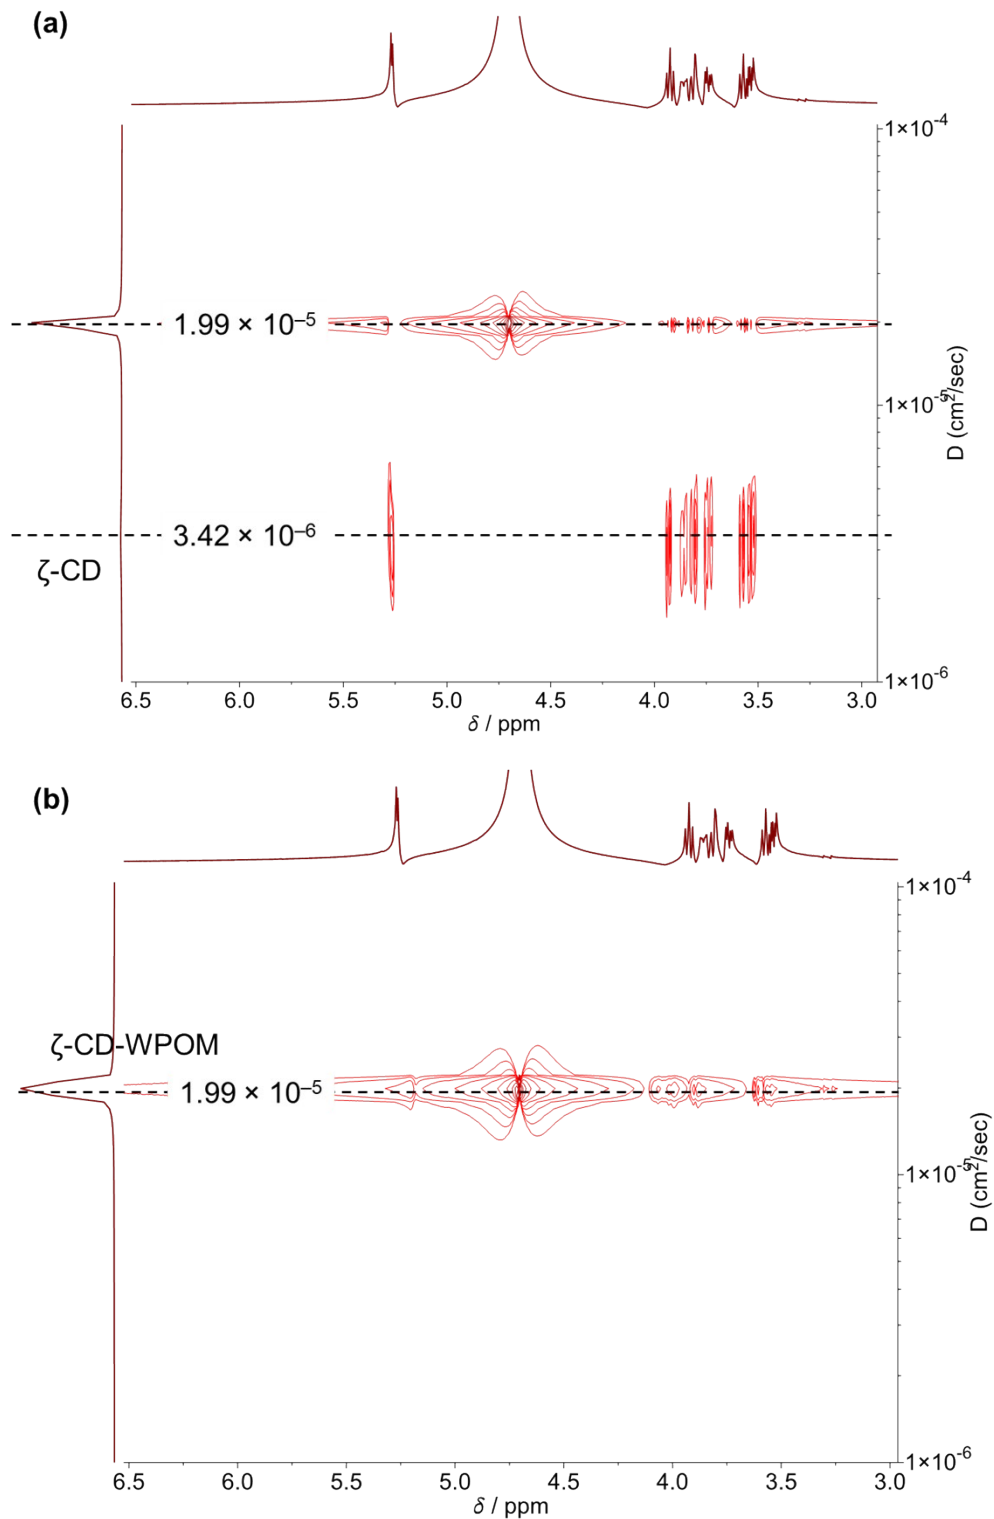 (a)
1×10⁻⁴
1.99 × 10⁻⁵
1×10⁻⁵
D (cm²/sec)
3.42 × 10⁻⁶
ζ-CD
1×10⁻⁶
6.5 6.0 5.5 5.0 4.5 4.0 3.5 3.0
δ / ppm
(b)
1×10⁻⁴
ζ-CD-WPOM
1.99 × 10⁻⁵
1×10⁻⁵
D (cm²/sec)
1×10⁻⁶
6.5 6.0 5.5 5.0 4.5 4.0 3.5 3.0
δ / ppm